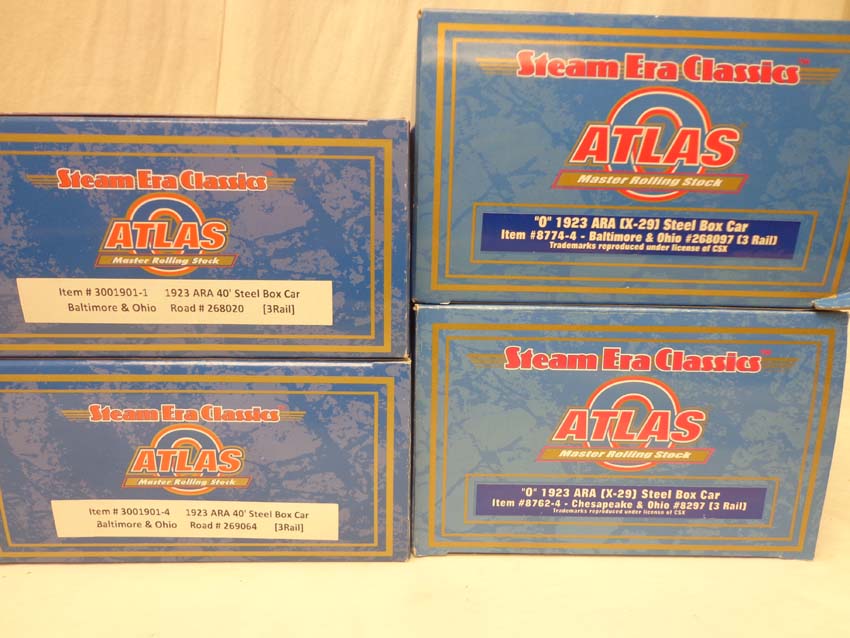 Steam Era Classics
ATLAS
Master Rolling Stock
Item # 3001901-1 1923 ARA 40' Steel Box Car
Baltimore & Ohio Road # 268020 [3Rail]
Steam Era Classics
ATLAS
Master Rolling Stock
Item # 3001901-4 1923 ARA 40' Steel Box Car
Baltimore & Ohio Road # 269064 [3Rail]
Steam Era Classics™
ATLAS
Master Rolling Stock
"O" 1923 ARA (X-29) Steel Box Car
Item #8774-4 - Baltimore & Ohio #268097 (3 Rail)
Trademarks reproduced under license of CSX
Steam Era Classics™
ATLAS
Master Rolling Stock
"O" 1923 ARA (X-29) Steel Box Car
Item #8762-4 - Chesapeake & Ohio #8297 (3 Rail)
Trademarks reproduced under license of CSX